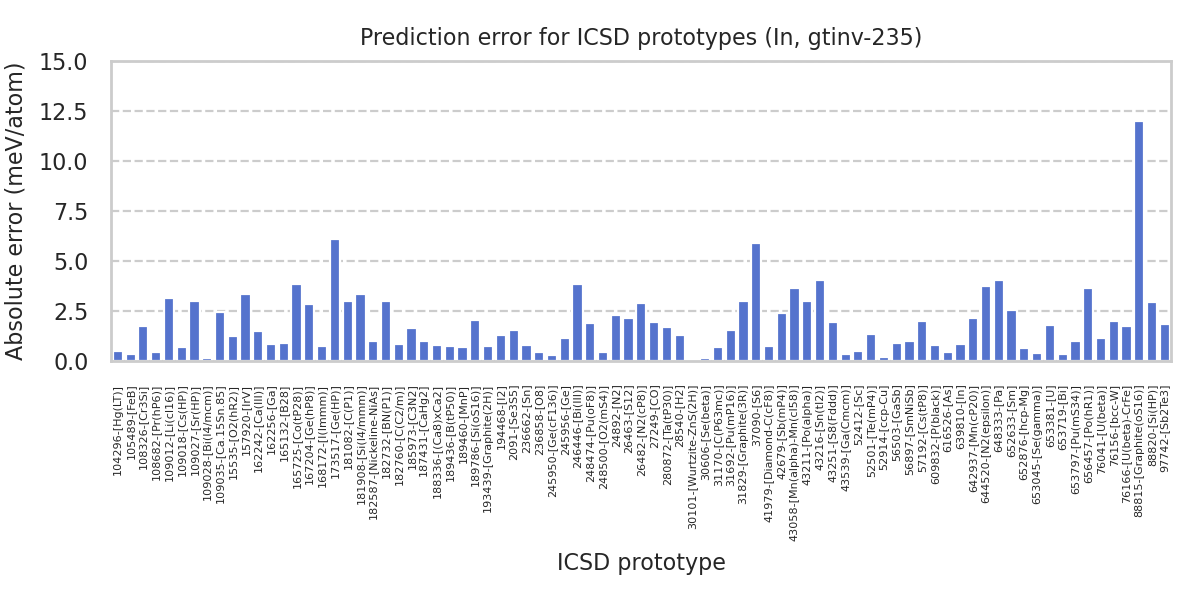 Prediction error for ICSD prototypes (In, gtinv-235)
Absolute error (meV/atom)
15.0
12.5
10.0
7.5
5.0
2.5
0.0
104296-[Hg(LT)]
105489-[FeB]
108326-[Cr3Si]
108682-[Pr(hP6)]
109012-[Li(cI16)]
109018-[Cs(HP)]
109027-[Sr(HP)]
109028-[Bi(I4/mcm)]
109035-[Ca.15Sn.85]
15535-[O2(hR2)]
157920-[IrV]
162242-[Ca(III)]
162256-[Ga]
165132-[B28]
165725-[Co(tP28)]
167204-[Ge(hP8)]
168172-[I(Immm)]
173517-[Ge(HP)]
181082-[C(P1)]
181908-[Si(I4/mmm)]
182587-[Nickeline-NiAs]
182732-[BN(P1)]
182760-[C(C2/m)]
185973-[C3N2]
187431-[CaHg2]
188336-[(Ca8)xCa2]
189436-[B(tP50)]
189460-[MnP]
189786-[Si(oS16)]
193439-[Graphite(2H)]
194468-[I2]
2091-[Se3S5]
236662-[Sn]
236858-[O8]
245950-[Ge(cF136)]
245956-[Ge]
246446-[Bi(III)]
248474-[Pu(oF8)]
248500-[O2(mS4)]
24892-[N2]
26463-[S12]
26482-[N2(cP8)]
27249-[CO]
280872-[Ta(tP30)]
28540-[H2]
30101-[Wurtzite-ZnS(2H)]
30606-[Se(beta)]
31170-[C(P63mc)]
31692-[Pu(mP16)]
31829-[Graphite(3R)]
37090-[S6]
41979-[Diamond-C(cF8)]
42679-[Sb(mP4)]
43058-[Mn(alpha)-Mn(cI58)]
43211-[Po(alpha)]
43216-[Sn(tI2)]
43251-[S8(Fddd)]
43539-[Ga(Cmcm)]
52412-[Sc]
52501-[Te(mP4)]
52914-[ccp-Cu]
56503-[GaSb]
56897-[SmNiSb]
57192-[Cs(tP8)]
609832-[P(black)]
616526-[As]
639810-[In]
642937-[Mn(cP20)]
644520-[N2(epsilon)]
648333-[Pa]
652633-[Sm]
652876-[hcp-Mg]
653045-[Se(gamma)]
653381-[U]
653719-[Bi]
653797-[Pu(mS34)]
656457-[Po(hR1)]
76041-[U(beta)]
76156-[bcc-W]
76166-[U(beta)-CrFe]
88815-[Graphite(oS16)]
88820-[Si(HP)]
97742-[Sb2Te3]
ICSD prototype